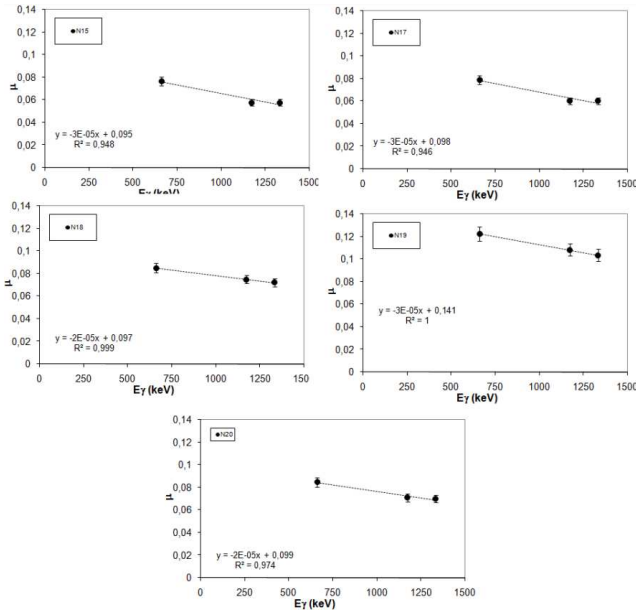 0,14
0,12
0,1
0,08
0,06
0,04
0,02
0
μ
N15
y = -3E-05x + 0,095
R² = 0,948
0 250 500 750 1000 1250 1500
Eγ (keV)
0,14
0,12
0,1
0,08
0,06
0,04
0,02
0
μ
N17
y = -3E-05x + 0,098
R² = 0,946
0 250 500 750 1000 1250 1500
Eγ (keV)
0,14
0,12
0,1
0,08
0,06
0,04
0,02
0
μ
N18
y = -2E-05x + 0,097
R² = 0,999
0 250 500 750 1000 1250 150
Eγ (keV)
0,14
0,12
0,1
0,08
0,06
0,04
0,02
0
μ
N19
y = -3E-05x + 0,141
R² = 1
0 250 500 750 1000 1250 1500
Eγ (keV)
0,14
0,12
0,1
0,08
0,06
0,04
0,02
0
μ
N20
y = -2E-05x + 0,099
R² = 0,974
0 250 500 750 1000 1250 1500
Eγ (keV)